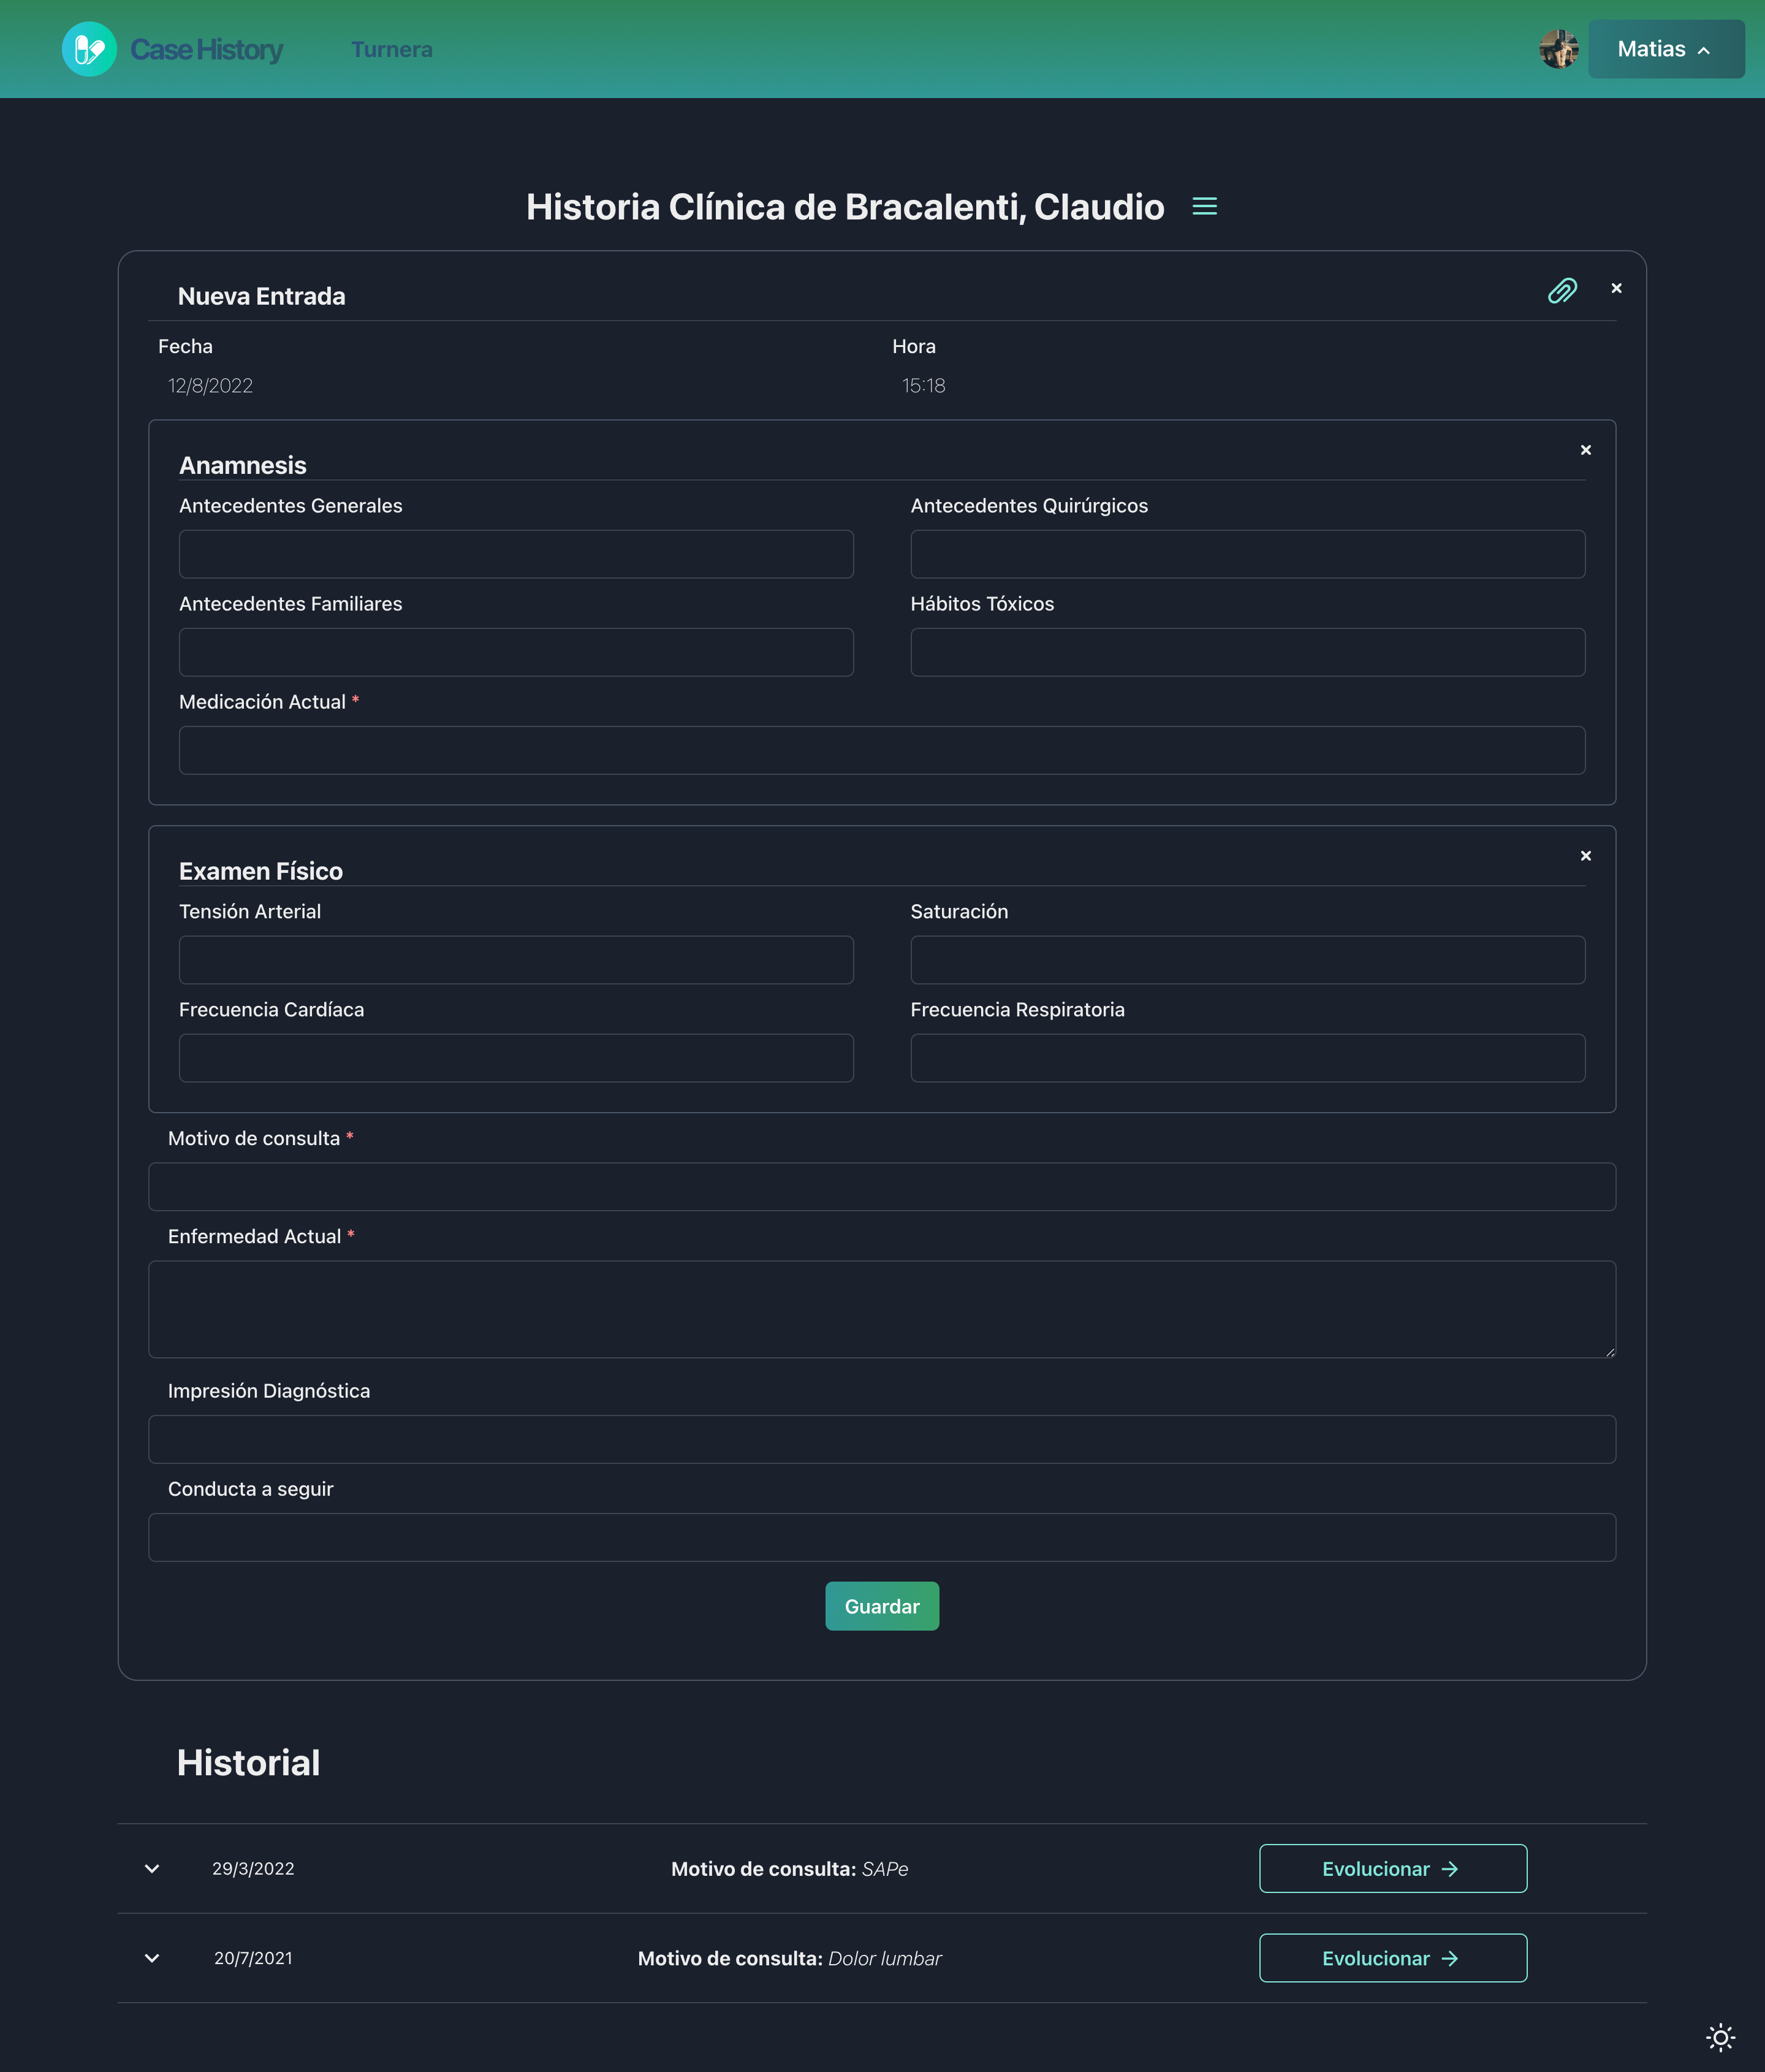 Case History Turnera Matias
Historia Clínica de Bracalenti, Claudio
Nueva Entrada
Fecha Hora
12/8/2022 15:18
Anamnesis
Antecedentes Generales Antecedentes Quirúrgicos
Antecedentes Familiares Hábitos Tóxicos
Medicación Actual *
Examen Físico
Tensión Arterial Saturación
Frecuencia Cardíaca Frecuencia Respiratoria
Motivo de consulta *
Enfermedad Actual *
Impresión Diagnóstica
Conducta a seguir
Guardar
Historial
29/3/2022 Motivo de consulta: SAPe Evolucionar →
20/7/2021 Motivo de consulta: Dolor lumbar Evolucionar →